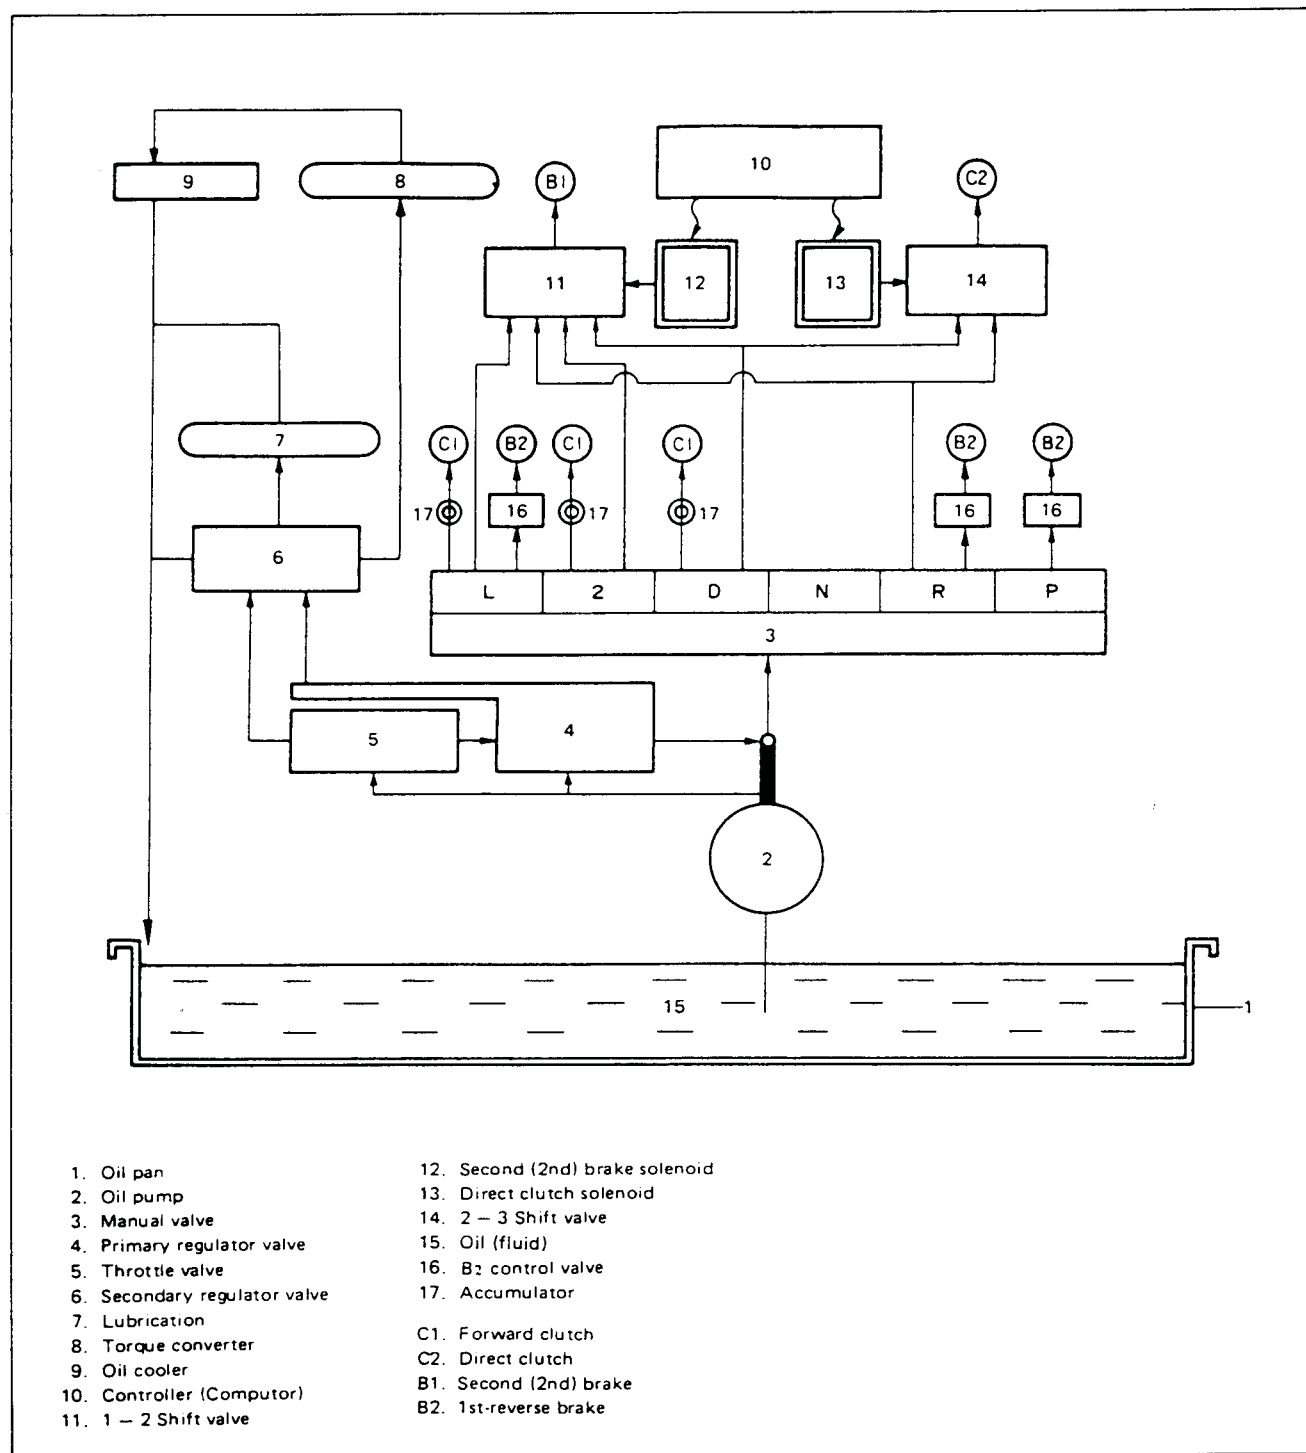 10
9
8
B1
C2
11
12
13
14
7
C1
B2
C1
C1
B2
B2
17
16
17
17
16
16
6
L
2
D
N
R
P
3
5
4
2
15
1
1. Oil pan
2. Oil pump
3. Manual valve
4. Primary regulator valve
5. Throttle valve
6. Secondary regulator valve
7. Lubrication
8. Torque converter
9. Oil cooler
10. Controller (Computor)
11. 1 – 2 Shift valve
12. Second (2nd) brake solenoid
13. Direct clutch solenoid
14. 2 – 3 Shift valve
15. Oil (fluid)
16. B2 control valve
17. Accumulator
C1. Forward clutch
C2. Direct clutch
B1. Second (2nd) brake
B2. 1st-reverse brake